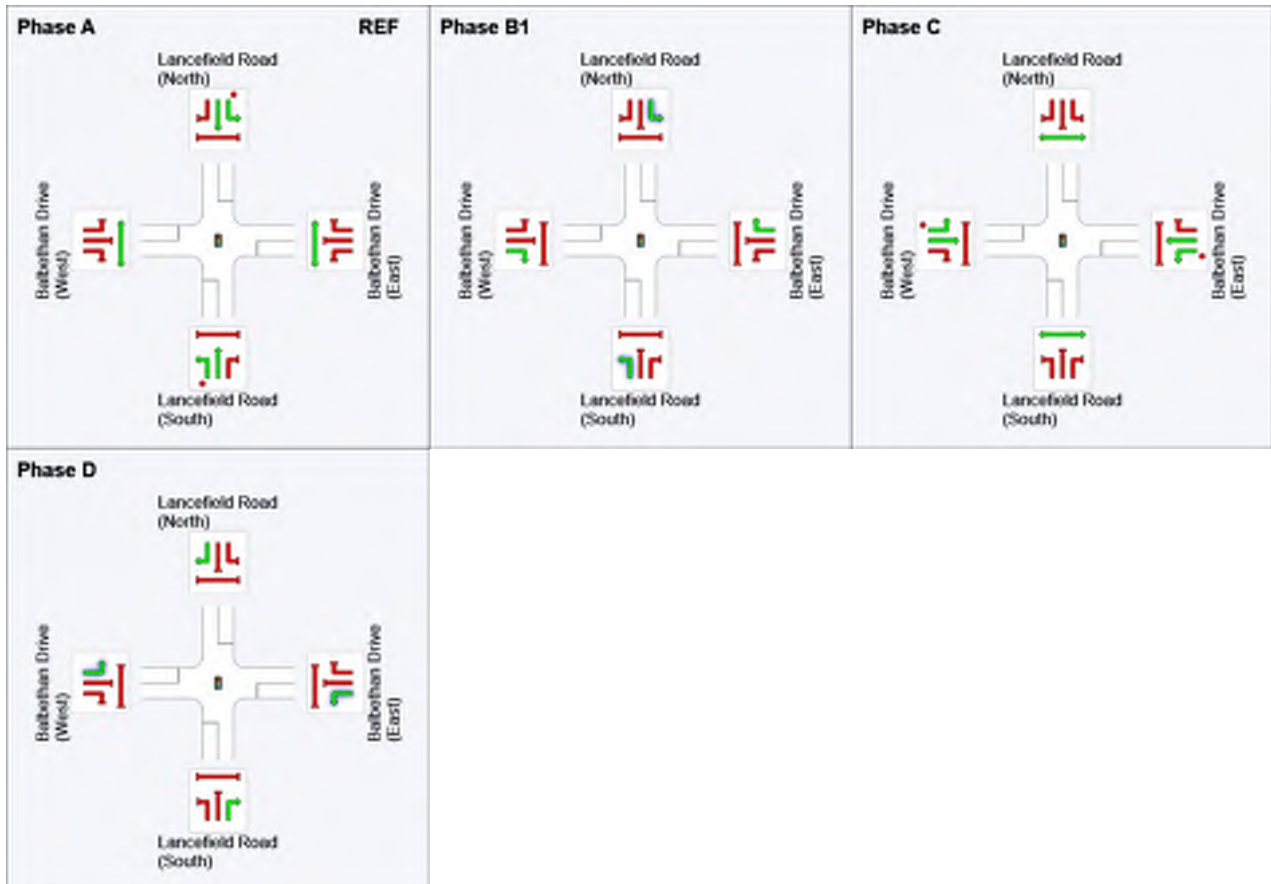 Phase A REF
Lancefield Road
(North)
Balbethan Drive
(West)
Balbethan Drive
(East)
Lancefield Road
(South)
Phase B1
Lancefield Road
(North)
Balbethan Drive
(West)
Balbethan Drive
(East)
Lancefield Road
(South)
Phase C
Lancefield Road
(North)
Balbethan Drive
(West)
Balbethan Drive
(East)
Lancefield Road
(South)
Phase D
Lancefield Road
(North)
Balbethan Drive
(West)
Balbethan Drive
(East)
Lancefield Road
(South)